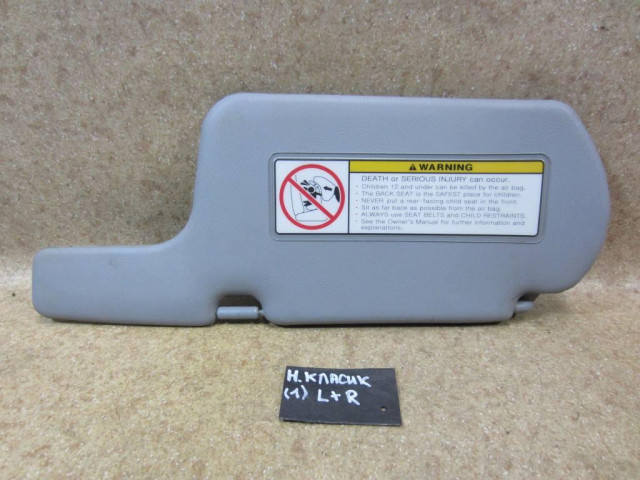 WARNING
DEATH or SERIOUS INJURY can occur.
· Children 12 and under can be killed by the air bag.
· The BACK SEAT is the SAFEST place for children.
· NEVER put a rear-facing child seat in the front.
· Sit as far back as possible from the air bag.
· ALWAYS use SEAT BELTS and CHILD RESTRAINTS.
· See the Owner's Manual for further information and
explanations.
Н.КЛАСИК
(1) L+R